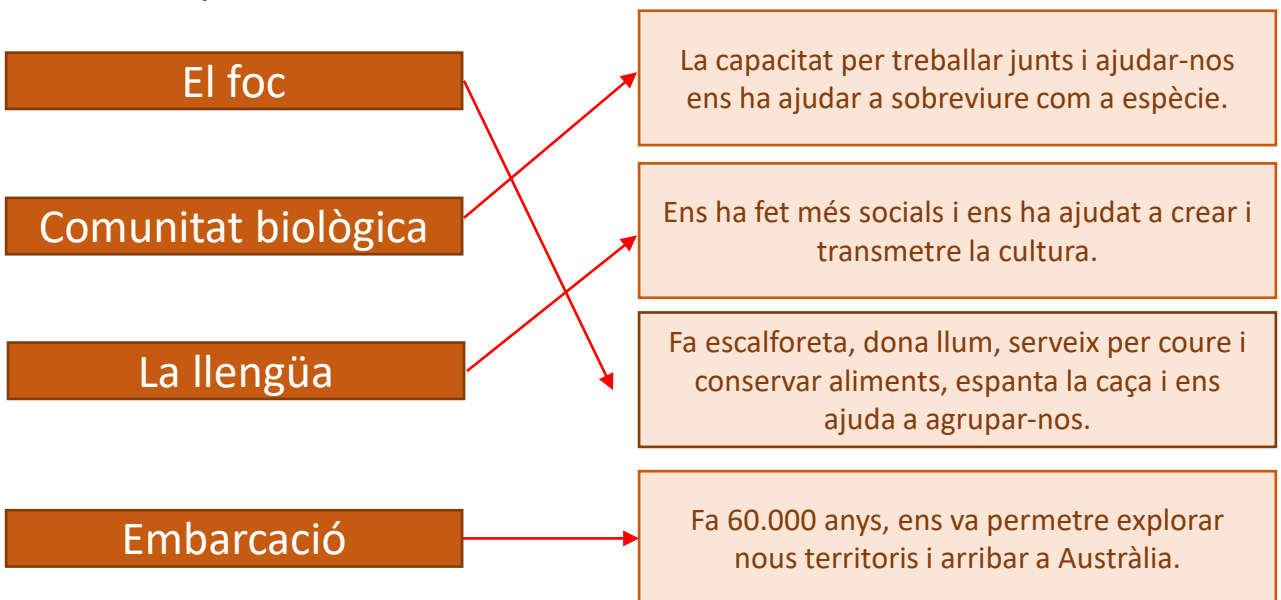 El foc
La capacitat per treballar junts i ajudar-nos
ens ha ajudar a sobreviure com a espècie.
Comunitat biològica
Ens ha fet més socials i ens ha ajudat a crear i
transmetre la cultura.
La llengüa
Fa escalforeta, dona llum, serveix per coure i
conservar aliments, espanta la caça i ens
ajuda a agrupar-nos.
Embarcació
Fa 60.000 anys, ens va permetre explorar
nous territoris i arribar a Austràlia.